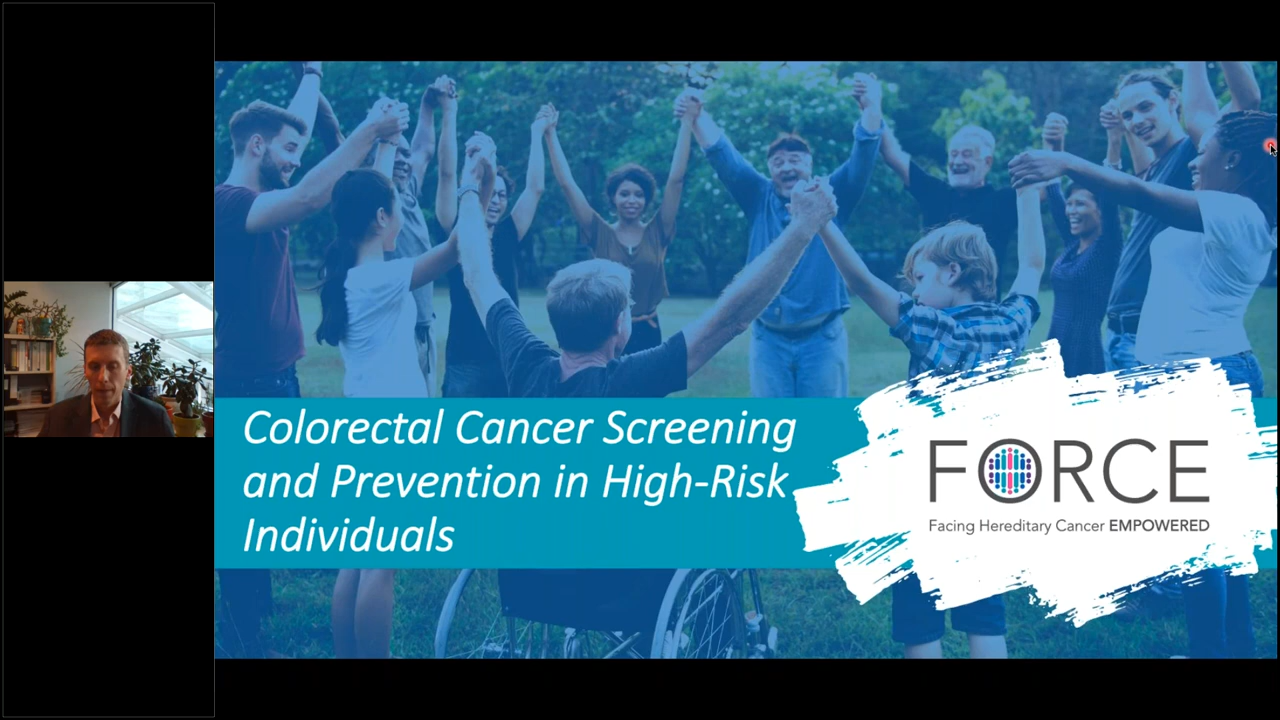 Colorectal Cancer Screening
and Prevention in High-Risk
Individuals
FORCE
Facing Hereditary Cancer EMPOWERED